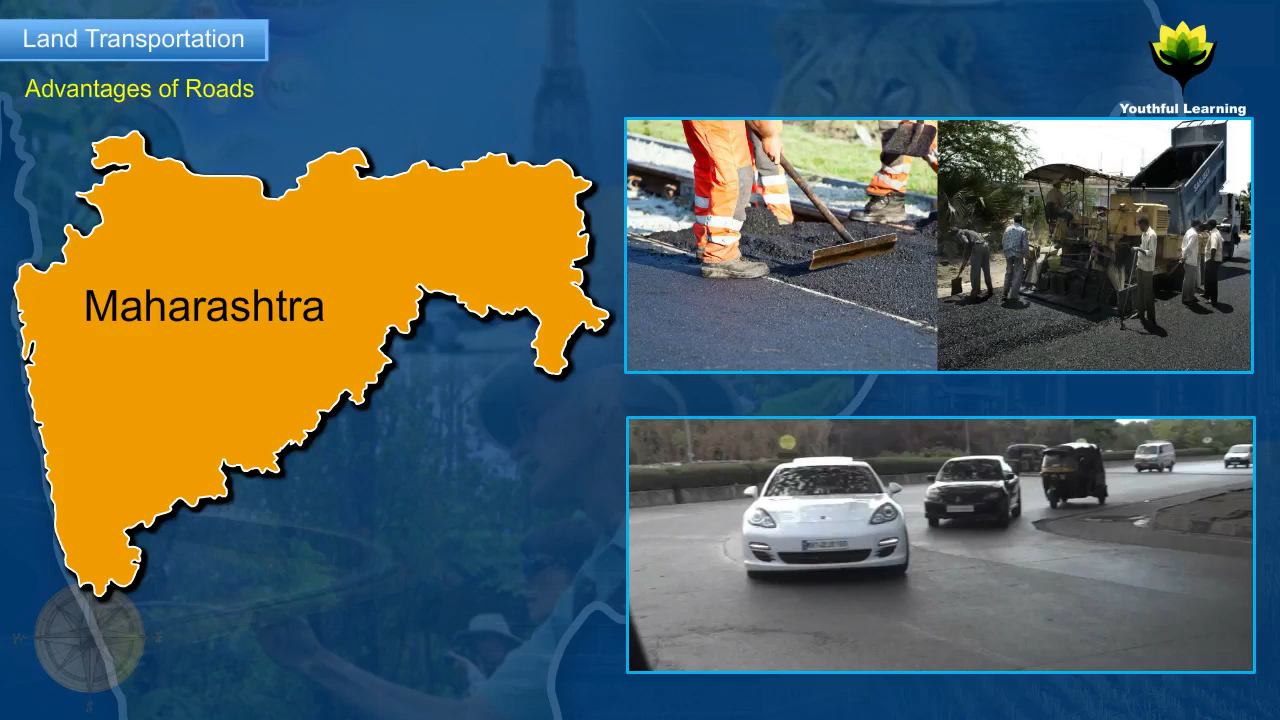 Land Transportation
Advantages of Roads
Youthful Learning
Maharashtra